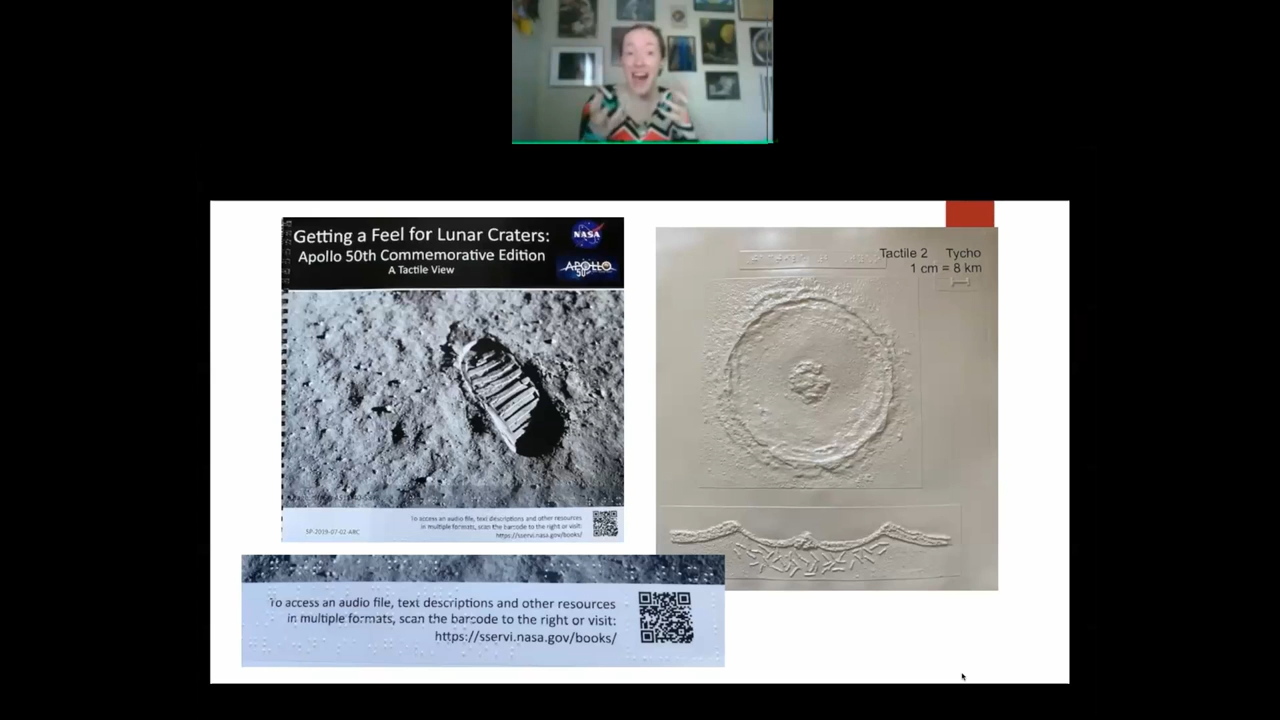 Getting a Feel for Lunar Craters:
Apollo 50th Commemorative Edition
A Tactile View
NASA
APOLLO
50
To access an audio file, text descriptions and other resources
in multiple formats, scan the barcode to the right or visit:
https://sservi.nasa.gov/books/
SP-2019-07-02-ARC
Tactile 2 Tycho
1 cm = 8 km
To access an audio file, text descriptions and other resources
in multiple formats, scan the barcode to the right or visit:
https://sservi.nasa.gov/books/